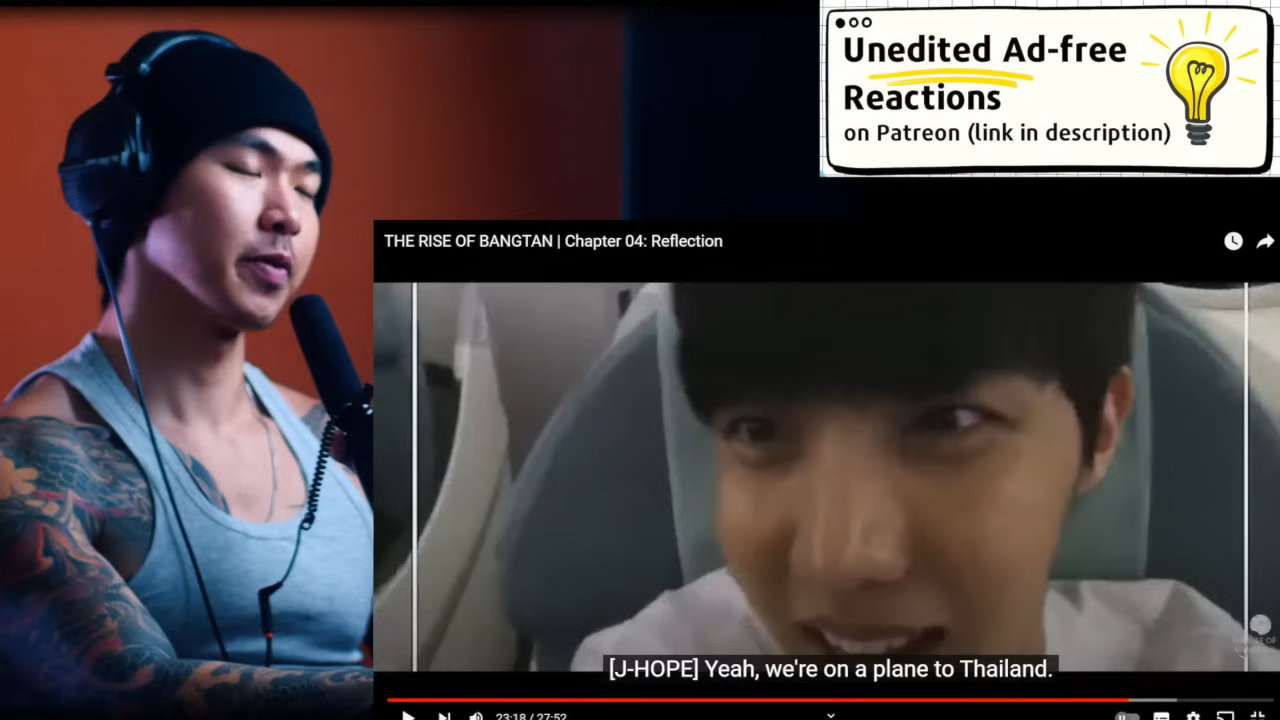 Unedited Ad-free
Reactions
on Patreon (link in description)
THE RISE OF BANGTAN | Chapter 04: Reflection
[J-HOPE] Yeah, we're on a plane to Thailand.
23:18 / 27:52